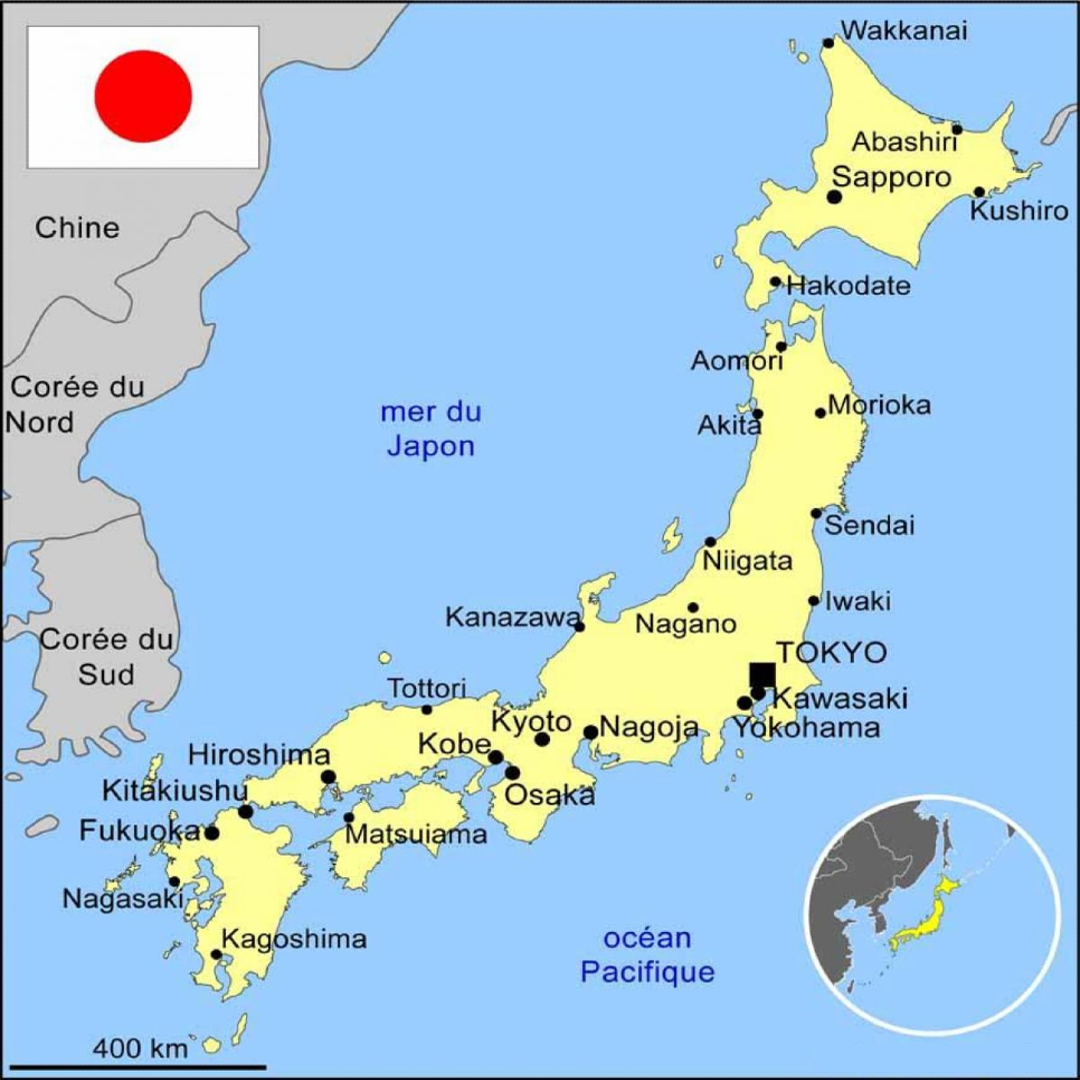 Wakkanai
Abashiri
Sapporo
Kushiro
Chine
Hakodate
Aomori
Corée du
Nord
mer du
Japon
Morioka
Akita
Sendai
Niigata
Iwaki
Kanazawa
Nagano
Corée du
Sud
TOKYO
Tottori
Kawasaki
Kyoto
Nagoja
Yokohama
Kobe
Hiroshima
Kitakiushu
Osaka
Fukuoka
Matsuiama
Nagasaki
Kagoshima
océan
Pacifique
400 km